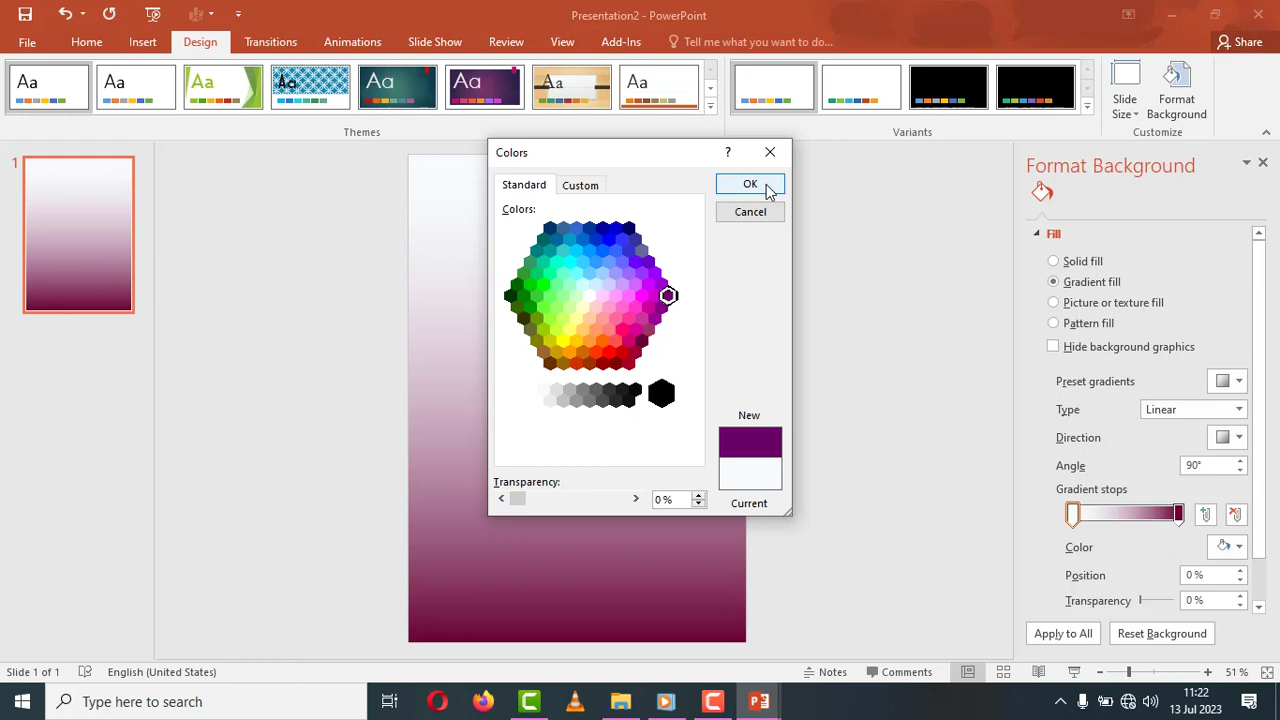 Presentation2 - PowerPoint
File Home Insert Design Transitions Animations Slide Show Review View Add-Ins Tell me what you want to do... Share
Aa Aa Aa Aa Aa Aa Aa Aa
Slide Size
Format Background
Themes
Variants
Customize
1
Colors ?
Standard Custom
OK
Cancel
Colors:
New
Transparency:
0 %
Current
Format Background
Fill
Solid fill
Gradient fill
Picture or texture fill
Pattern fill
Hide background graphics
Preset gradients
Type Linear
Direction
Angle 90°
Gradient stops
Color
Position 0 %
Transparency 0 %
Apply to All Reset Background
Slide 1 of 1 English (United States) Notes Comments 51 %
Type here to search
11:22
13 Jul 2023